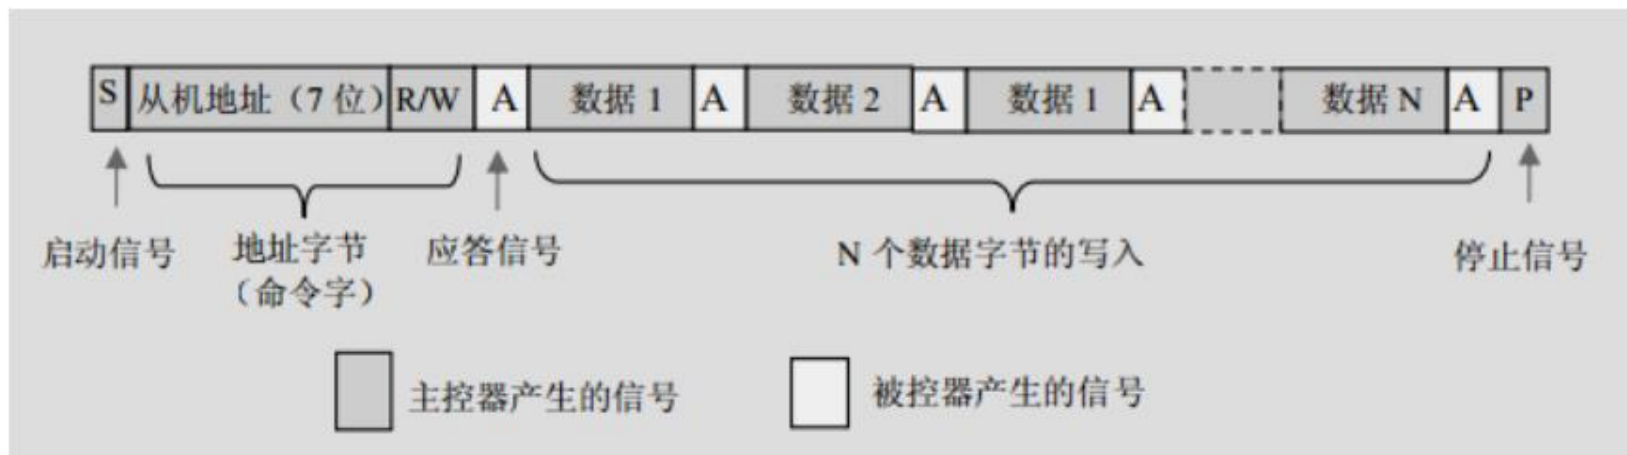 S 从机地址（7 位） R/W A 数据 1 A 数据 2 A 数据 1 A 数据 N A P
启动信号 地址字节 应答信号 N 个数据字节的写入 停止信号
（命令字）
主控器产生的信号 被控器产生的信号